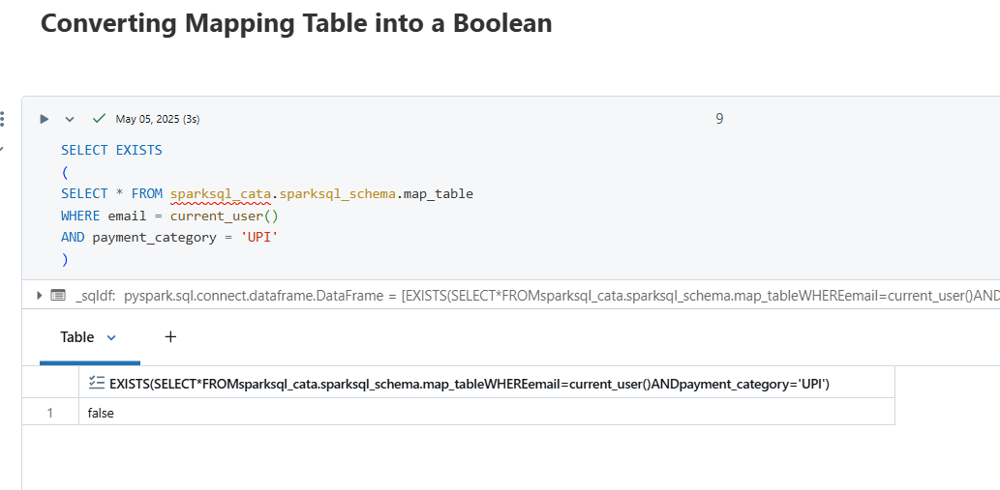 Converting Mapping Table into a Boolean
May 05, 2025 (3s)
9
SELECT EXISTS
(
SELECT * FROM sparksql_cata.sparksql_schema.map_table
WHERE email = current_user()
AND payment_category = 'UPI'
)
_sqldf: pyspark.sql.connect.dataframe.DataFrame = [EXISTS(SELECT*FROMsparksql_cata.sparksql_schema.map_tableWHEREemail=current_user()AND
Table +
EXISTS(SELECT*FROMsparksql_cata.sparksql_schema.map_tableWHEREemail=current_user()ANDpayment_category='UPI')
1 false